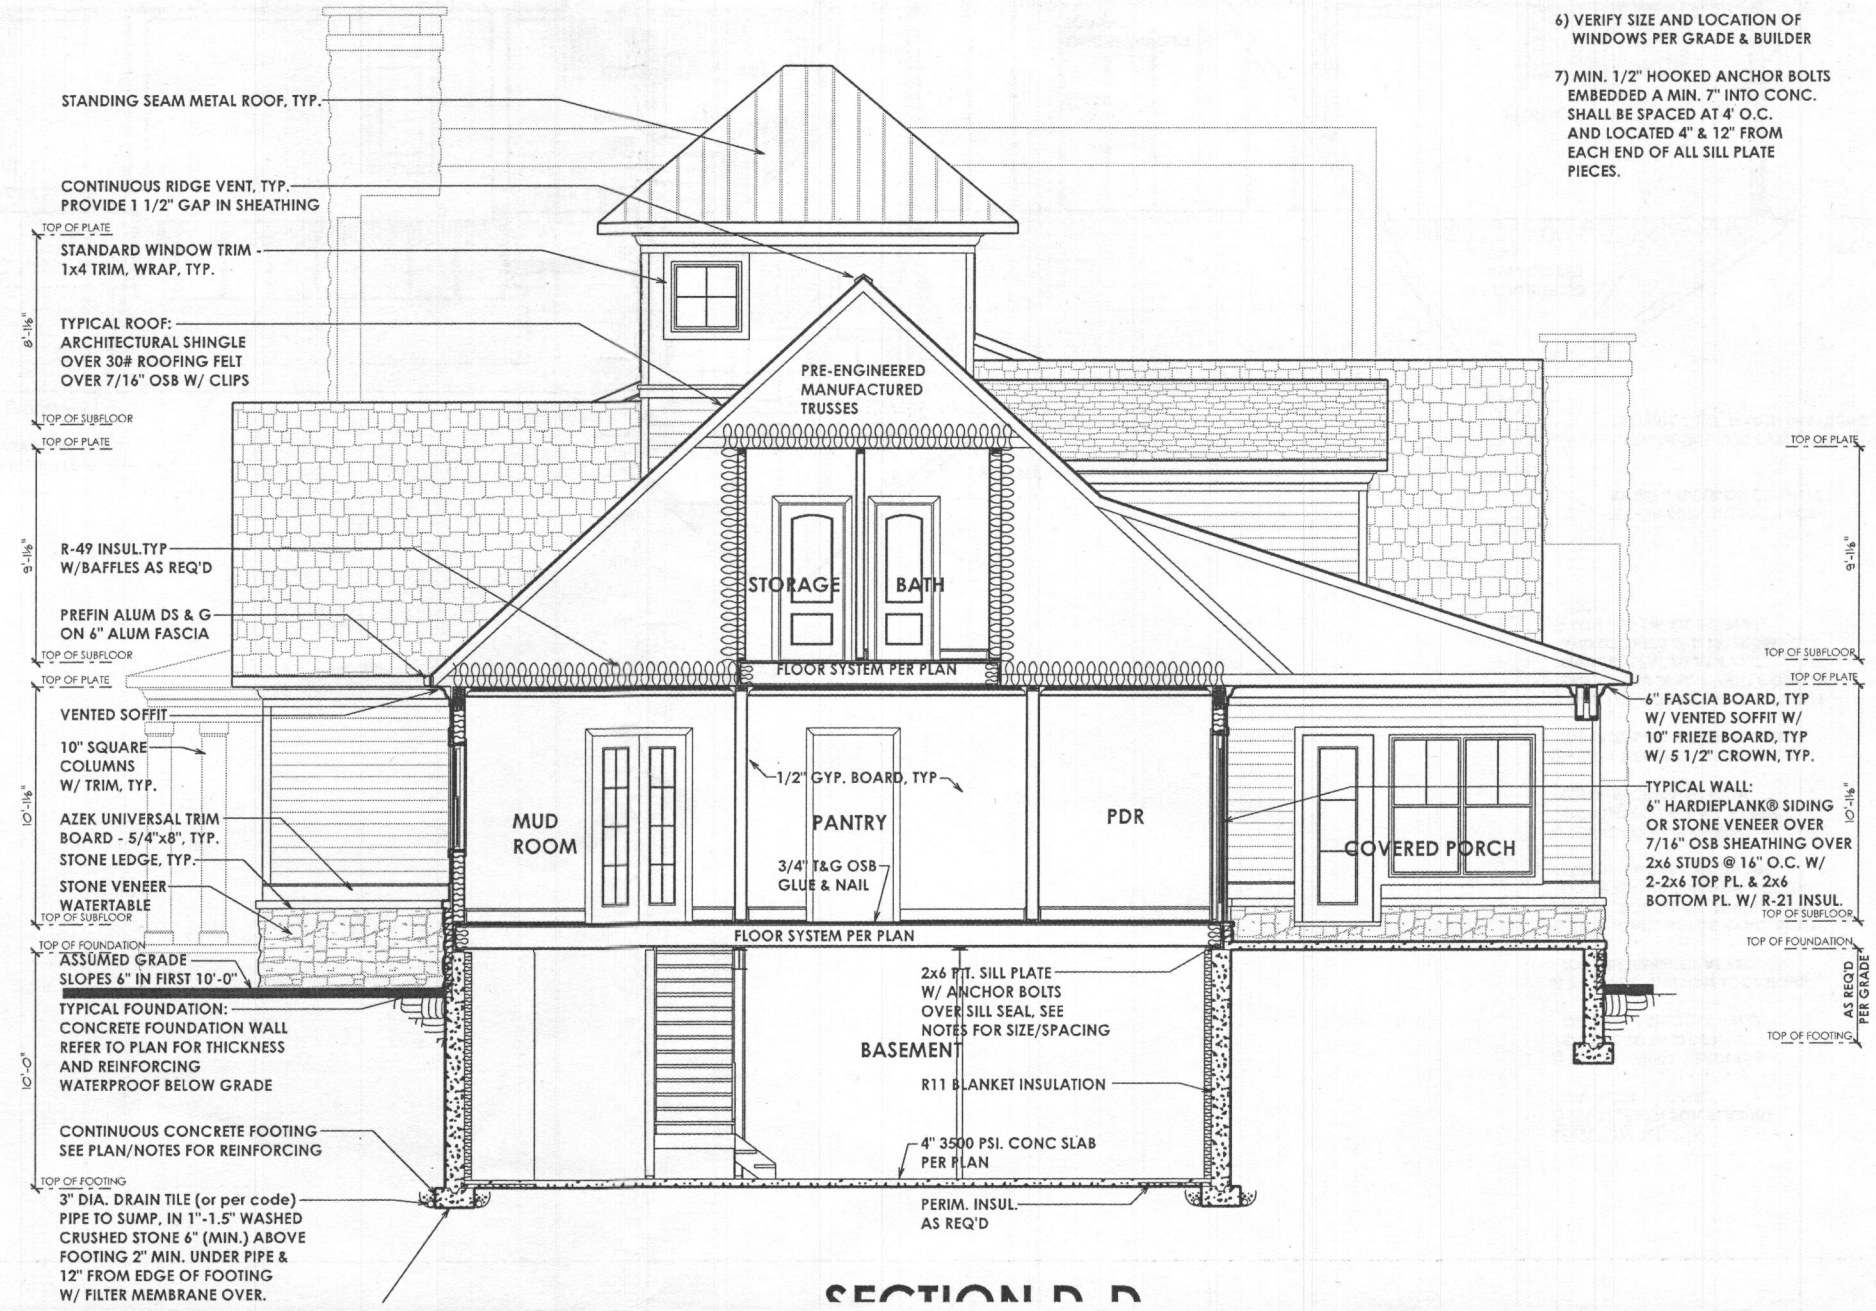 6) VERIFY SIZE AND LOCATION OF
WINDOWS PER GRADE & BUILDER
7) MIN. 1/2" HOOKED ANCHOR BOLTS
EMBEDDED A MIN. 7" INTO CONC.
SHALL BE SPACED AT 4' O.C.
AND LOCATED 4" & 12" FROM
EACH END OF ALL SILL PLATE
PIECES.
STANDING SEAM METAL ROOF, TYP.
CONTINUOUS RIDGE VENT, TYP.
PROVIDE 1 1/2" GAP IN SHEATHING
TOP OF PLATE
STANDARD WINDOW TRIM -
1x4 TRIM, WRAP, TYP.
8'-1⅛"
TYPICAL ROOF:
ARCHITECTURAL SHINGLE
OVER 30# ROOFING FELT
OVER 7/16" OSB W/ CLIPS
TOP OF SUBFLOOR
TOP OF PLATE
9'-1⅛"
R-49 INSUL.TYP
W/BAFFLES AS REQ'D
PREFIN ALUM DS & G
ON 6" ALUM FASCIA
TOP OF SUBFLOOR
TOP OF PLATE
VENTED SOFFIT
10" SQUARE
COLUMNS
W/ TRIM, TYP.
10'-1⅛"
AZEK UNIVERSAL TRIM
BOARD - 5/4"x8", TYP.
STONE LEDGE, TYP.
STONE VENEER
WATERTABLE
TOP OF SUBFLOOR
TOP OF FOUNDATION
ASSUMED GRADE
SLOPES 6" IN FIRST 10'-0"
TYPICAL FOUNDATION:
CONCRETE FOUNDATION WALL
REFER TO PLAN FOR THICKNESS
AND REINFORCING
WATERPROOF BELOW GRADE
10'-0"
CONTINUOUS CONCRETE FOOTING
SEE PLAN/NOTES FOR REINFORCING
TOP OF FOOTING
3" DIA. DRAIN TILE (or per code)
PIPE TO SUMP, IN 1"-1.5" WASHED
CRUSHED STONE 6" (MIN.) ABOVE
FOOTING 2" MIN. UNDER PIPE &
12" FROM EDGE OF FOOTING
W/ FILTER MEMBRANE OVER.
PRE-ENGINEERED
MANUFACTURED
TRUSSES
STORAGE
BATH
FLOOR SYSTEM PER PLAN
1/2" GYP. BOARD, TYP
MUD
ROOM
PANTRY
PDR
3/4" T&G OSB
GLUE & NAIL
COVERED PORCH
FLOOR SYSTEM PER PLAN
2x6 P.T. SILL PLATE
W/ ANCHOR BOLTS
OVER SILL SEAL, SEE
NOTES FOR SIZE/SPACING
BASEMENT
R11 BLANKET INSULATION
4" 3500 PSI. CONC SLAB
PER PLAN
PERIM. INSUL.
AS REQ'D
TOP OF PLATE
9'-1⅛"
TOP OF SUBFLOOR
TOP OF PLATE
6" FASCIA BOARD, TYP
W/ VENTED SOFFIT W/
10" FRIEZE BOARD, TYP
W/ 5 1/2" CROWN, TYP.
TYPICAL WALL:
6" HARDIEPLANK® SIDING
OR STONE VENEER OVER
7/16" OSB SHEATHING OVER
2x6 STUDS @ 16" O.C. W/
2-2x6 TOP PL. & 2x6
BOTTOM PL. W/ R-21 INSUL.
10'-1⅛"
TOP OF SUBFLOOR
TOP OF FOUNDATION
AS REQ'D
PER GRADE"
TOP OF FOOTING
SECTION D-D